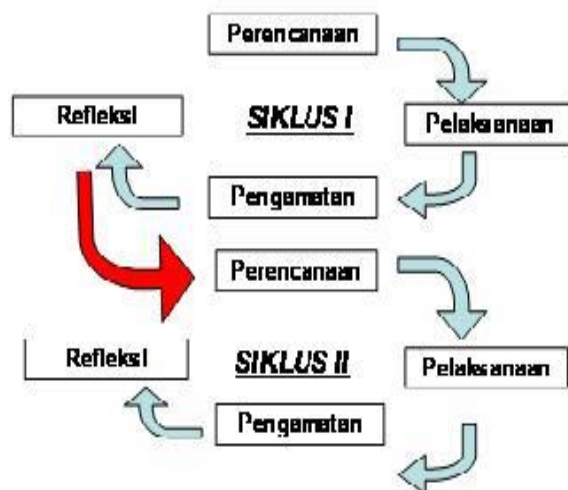 Perencanaan
Refleksi
SIKLUS I
Pelaksanaan
Pengamatan
Perencanaan
Refleksi
SIKLUS II
Pelaksanaan
Pengamatan